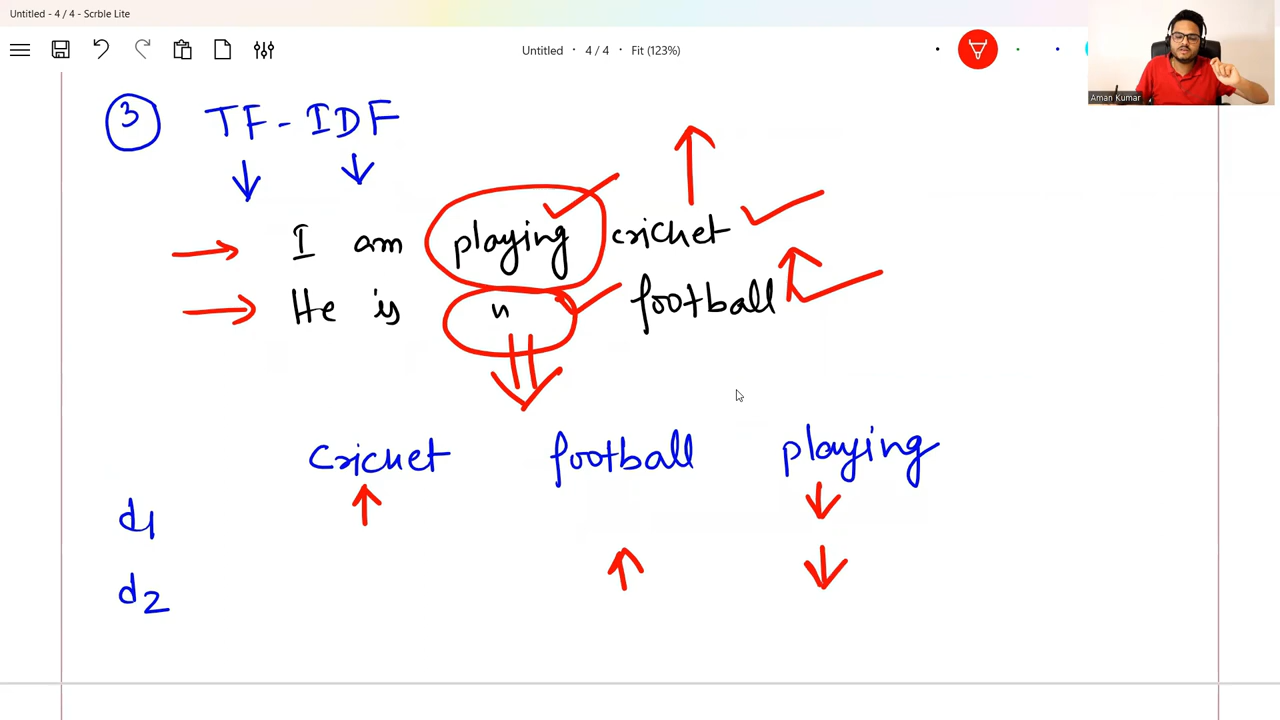 Untitled - 4 / 4 - Scrble Lite
Untitled • 4 / 4 • Fit (123%)
Aman Kumar
3 TF - IDF
I am playing cricket
He is " football
cricket football playing
d1
d2